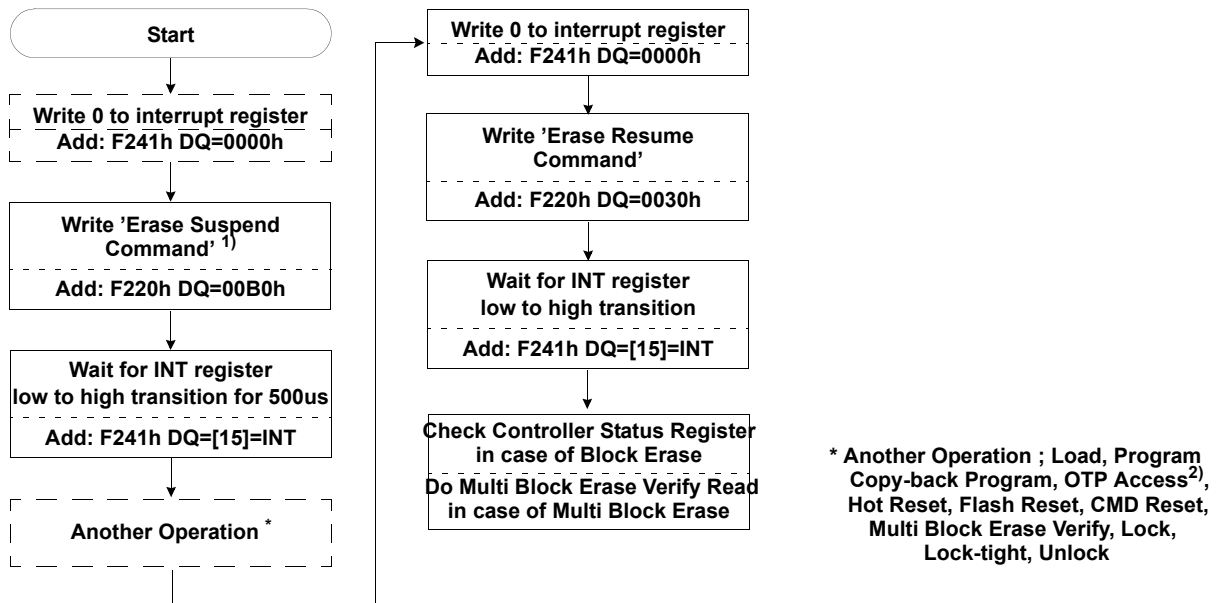 Start
Write 0 to interrupt register
Add: F241h DQ=0000h
Write ’Erase Suspend
Command’ 1)
Add: F220h DQ=00B0h
Wait for INT register
low to high transition for 500us
Add: F241h DQ=[15]=INT
Another Operation *
Write 0 to interrupt register
Add: F241h DQ=0000h
Write ’Erase Resume
Command’
Add: F220h DQ=0030h
Wait for INT register
low to high transition
Add: F241h DQ=[15]=INT
Check Controller Status Register
in case of Block Erase
Do Multi Block Erase Verify Read
in case of Multi Block Erase
* Another Operation ; Load, Program
Copy-back Program, OTP Access2),
Hot Reset, Flash Reset, CMD Reset,
Multi Block Erase Verify, Lock,
Lock-tight, Unlock